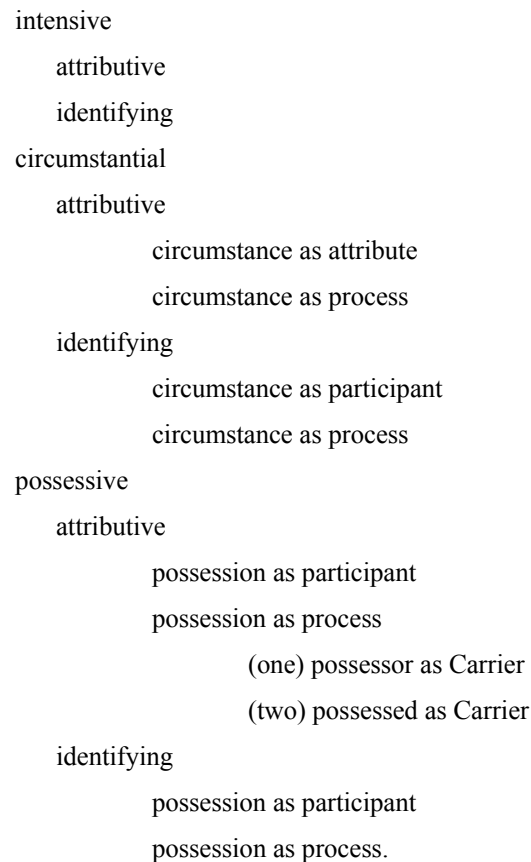 intensive
attributive
identifying
circumstantial
attributive
circumstance as attribute
circumstance as process
identifying
circumstance as participant
circumstance as process
possessive
attributive
possession as participant
possession as process
(one) possessor as Carrier
(two) possessed as Carrier
identifying
possession as participant
possession as process.